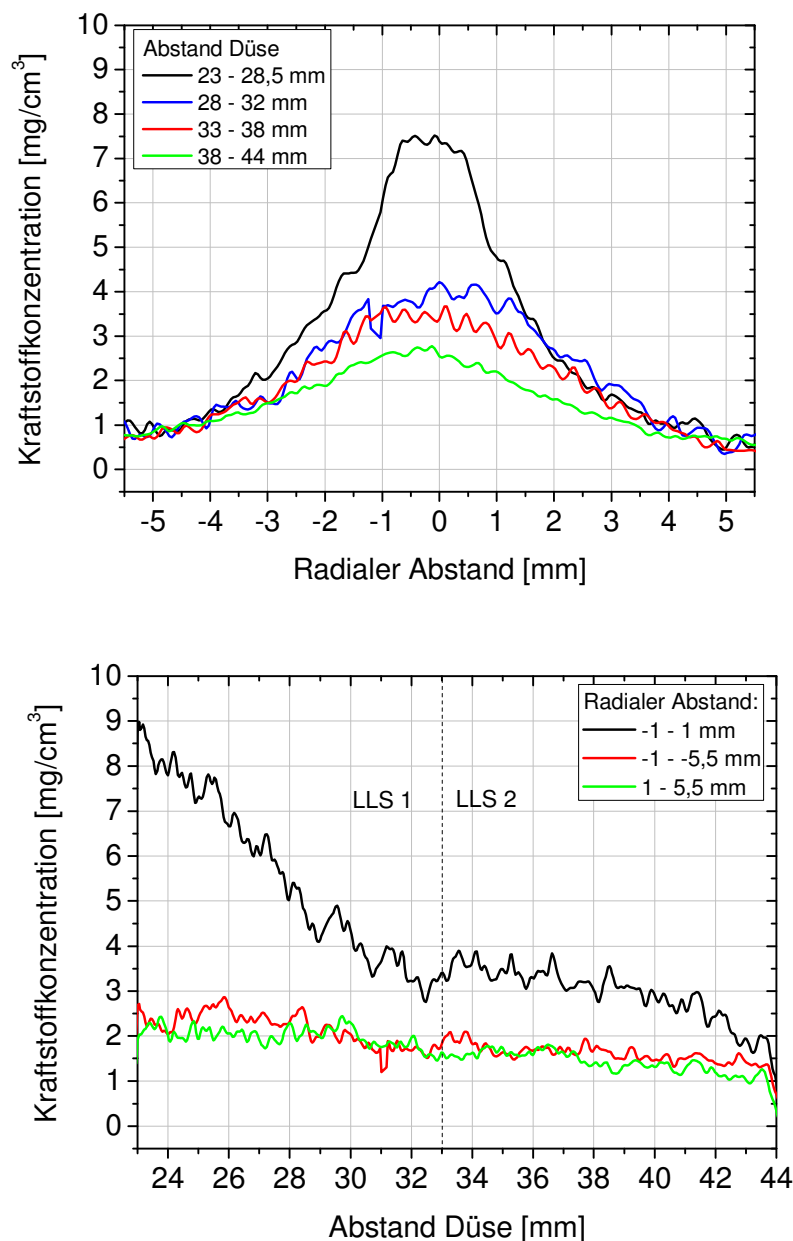 10
9
8
7
6
5
4
3
2
1
0
Kraftstoffkonzentration [mg/cm³]
Abstand Düse
23 - 28,5 mm
28 - 32 mm
33 - 38 mm
38 - 44 mm
-5 -4 -3 -2 -1 0 1 2 3 4 5
Radialer Abstand [mm]
10
9
8
7
6
5
4
3
2
1
0
Kraftstoffkonzentration [mg/cm³]
Radialer Abstand:
-1 - 1 mm
-1 - -5,5 mm
1 - 5,5 mm
LLS 1 LLS 2
24 26 28 30 32 34 36 38 40 42 44
Abstand Düse [mm]